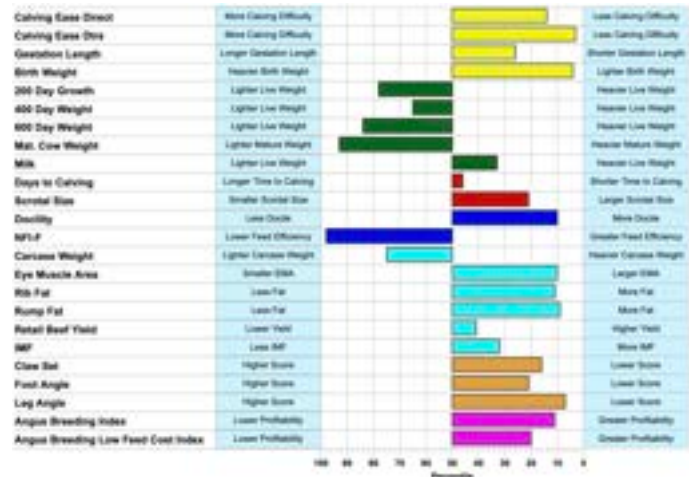 Calving Ease Direct More Calving Difficulty Less Calving Difficulty
Calving Ease Dtrs More Calving Difficulty Less Calving Difficulty
Gestation Length Longer Gestation Length Shorter Gestation Length
Birth Weight Heavier Birth Weight Lighter Birth Weight
200 Day Growth Lighter Live Weight Heavier Live Weight
400 Day Weight Lighter Live Weight Heavier Live Weight
600 Day Weight Lighter Live Weight Heavier Live Weight
Mat. Cow Weight Lighter Mature Weight Heavier Mature Weight
Milk Lighter Live Weight Heavier Live Weight
Days to Calving Longer Time to Calving Shorter Time to Calving
Scrotal Size Smaller Scrotal Size Larger Scrotal Size
Docility Less Docile More Docile
NFI-F Lower Feed Efficiency Greater Feed Efficiency
Carcase Weight Lighter Carcase Weight Heavier Carcase Weight
Eye Muscle Area Smaller EMA Larger EMA
Rib Fat Less Fat More Fat
Rump Fat Less Fat More Fat
Retail Beef Yield Lower Yield Higher Yield
IMF Less IMF More IMF
Claw Set Higher Score Lower Score
Foot Angle Higher Score Lower Score
Leg Angle Higher Score Lower Score
Angus Breeding Index Lower Profitability Greater Profitability
Angus Breeding Low Feed Cost Index Lower Profitability Greater Profitability
100 90 80 70 60 50 40 30 20 10 0
Percentile